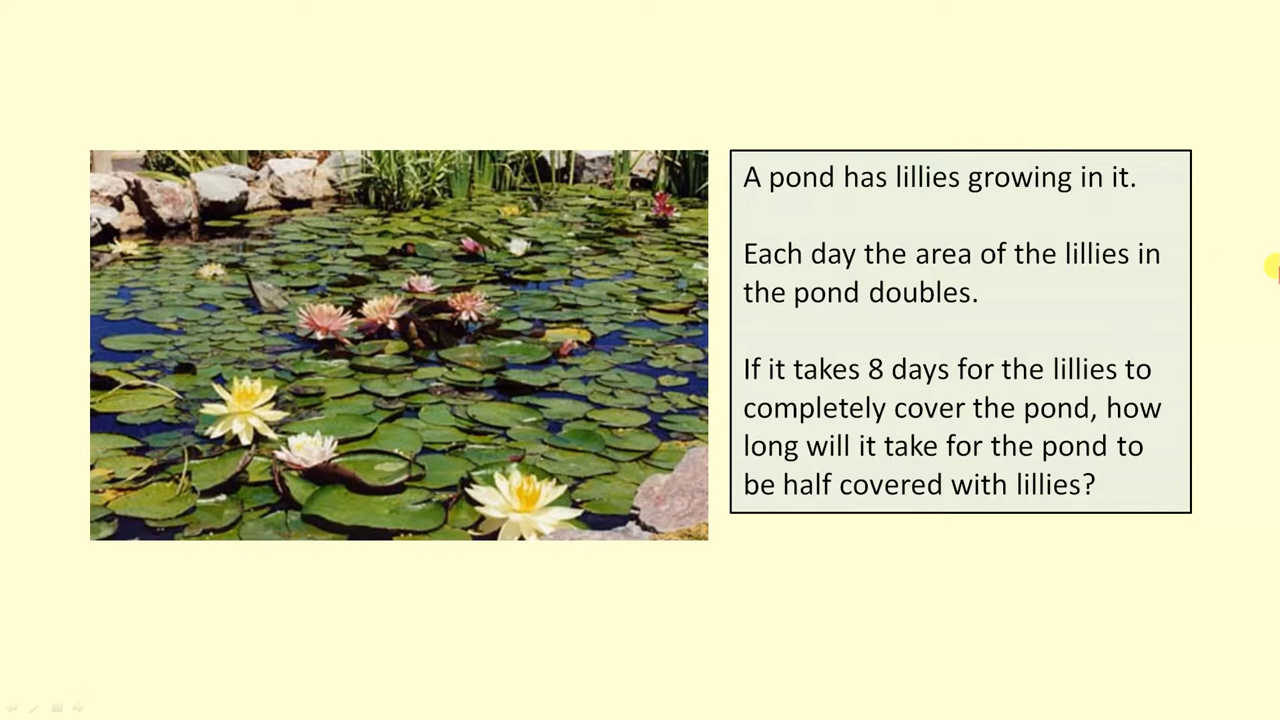 A pond has lillies growing in it.
Each day the area of the lillies in
the pond doubles.
If it takes 8 days for the lillies to
completely cover the pond, how
long will it take for the pond to
be half covered with lillies?